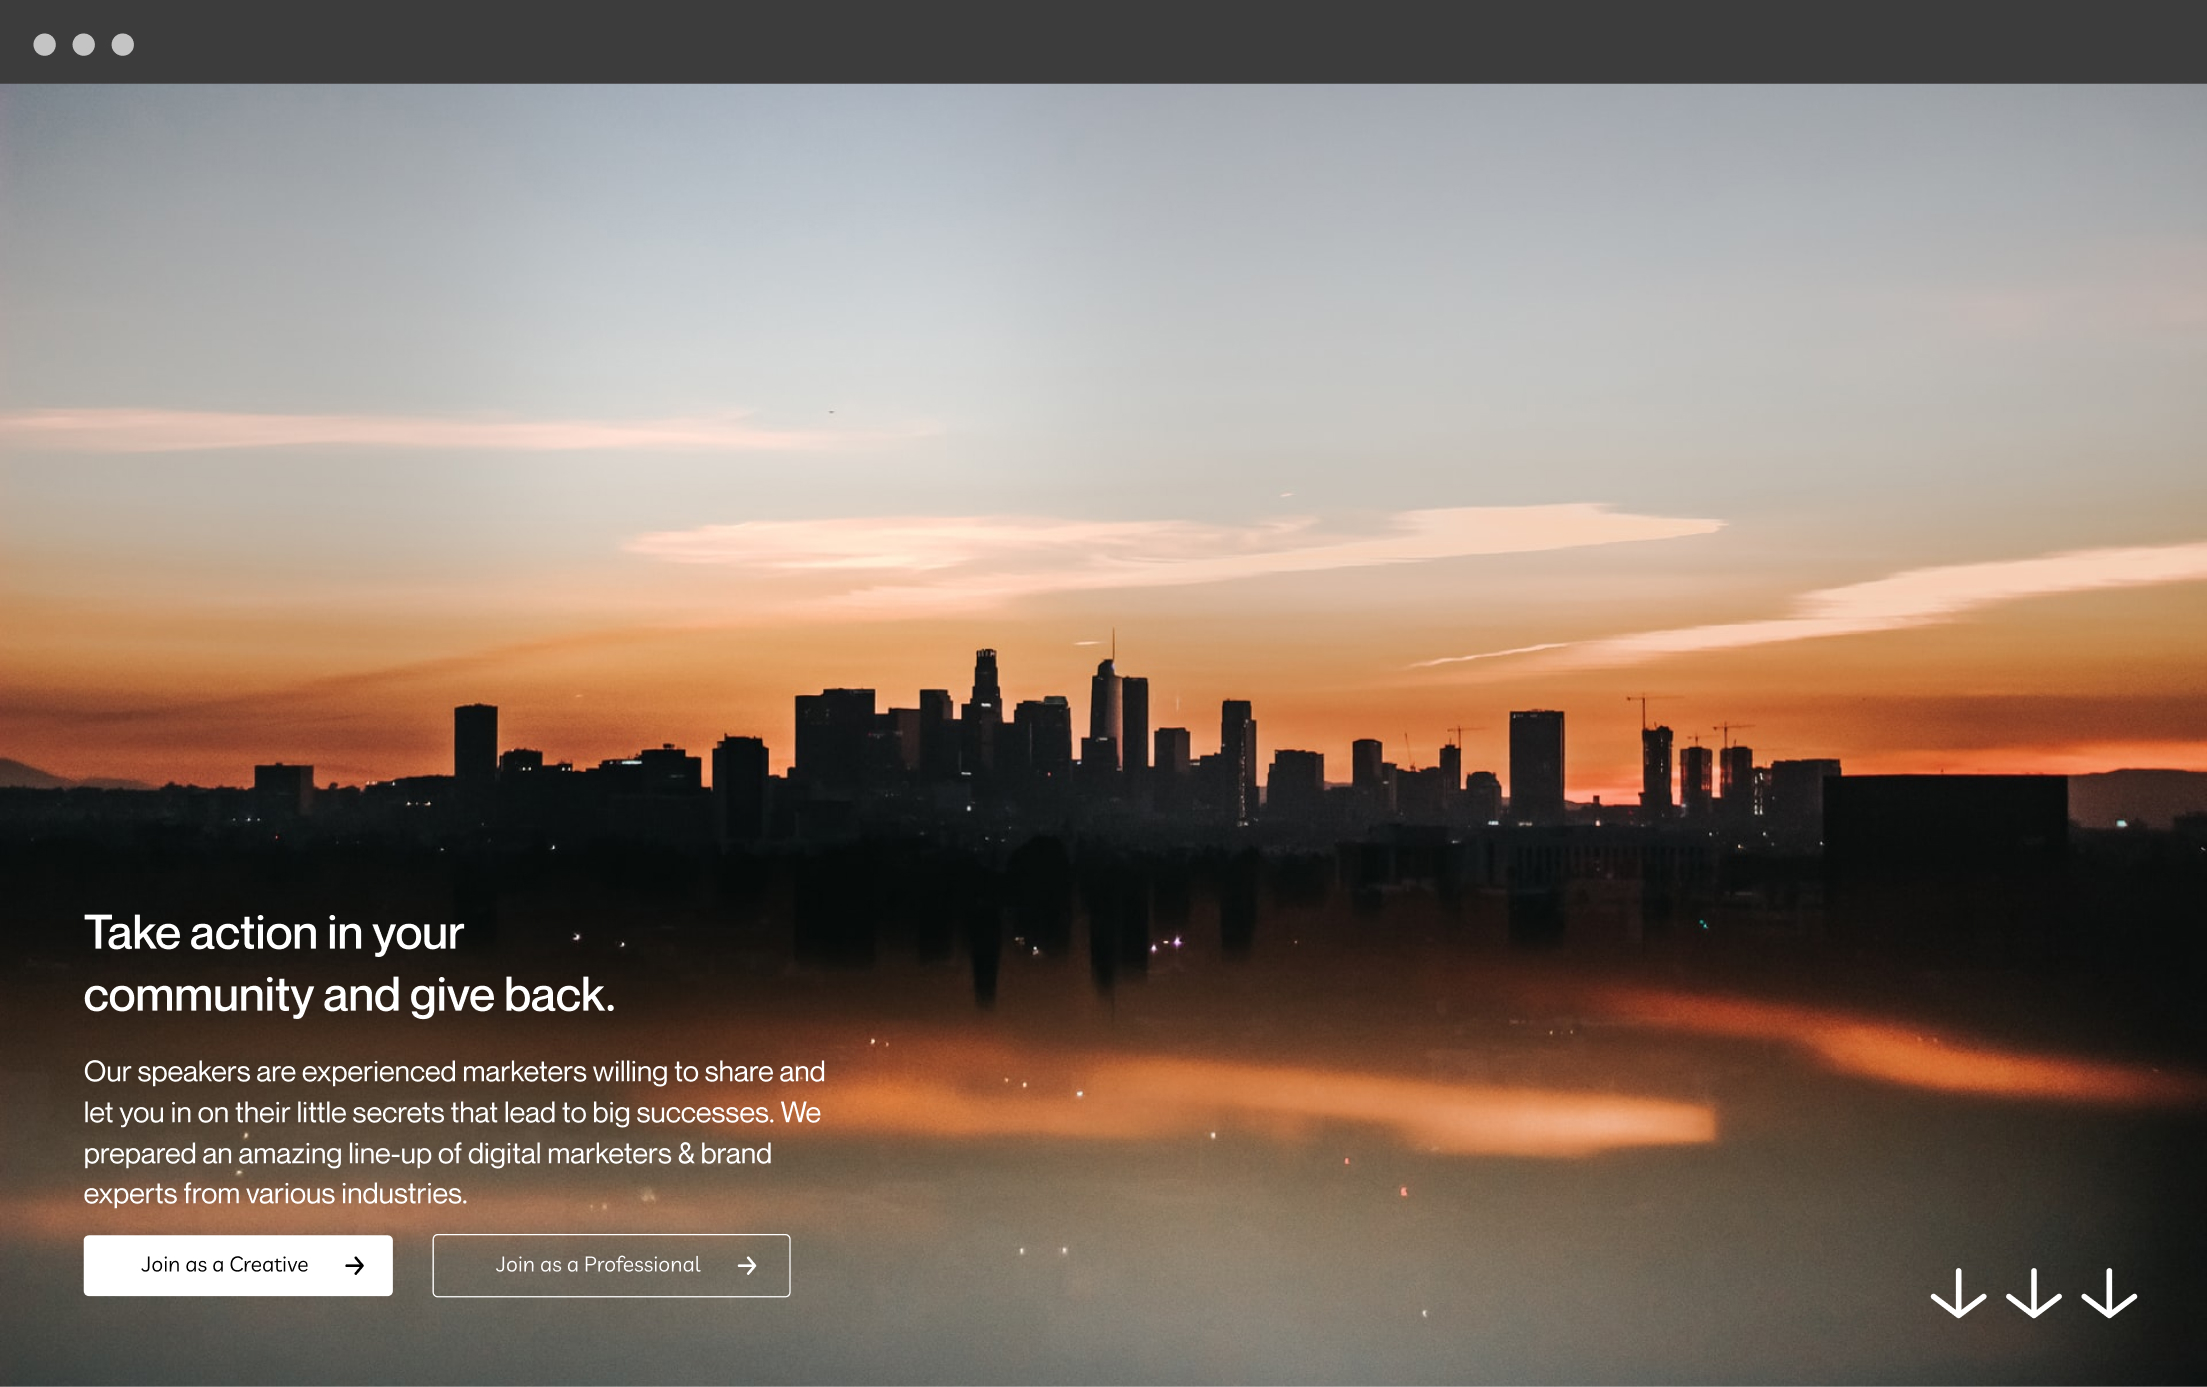 Take action in your
community and give back.
Our speakers are experienced marketers willing to share and
let you in on their little secrets that lead to big successes. We
prepared an amazing line-up of digital marketers & brand
experts from various industries.
Join as a Creative
Join as a Professional